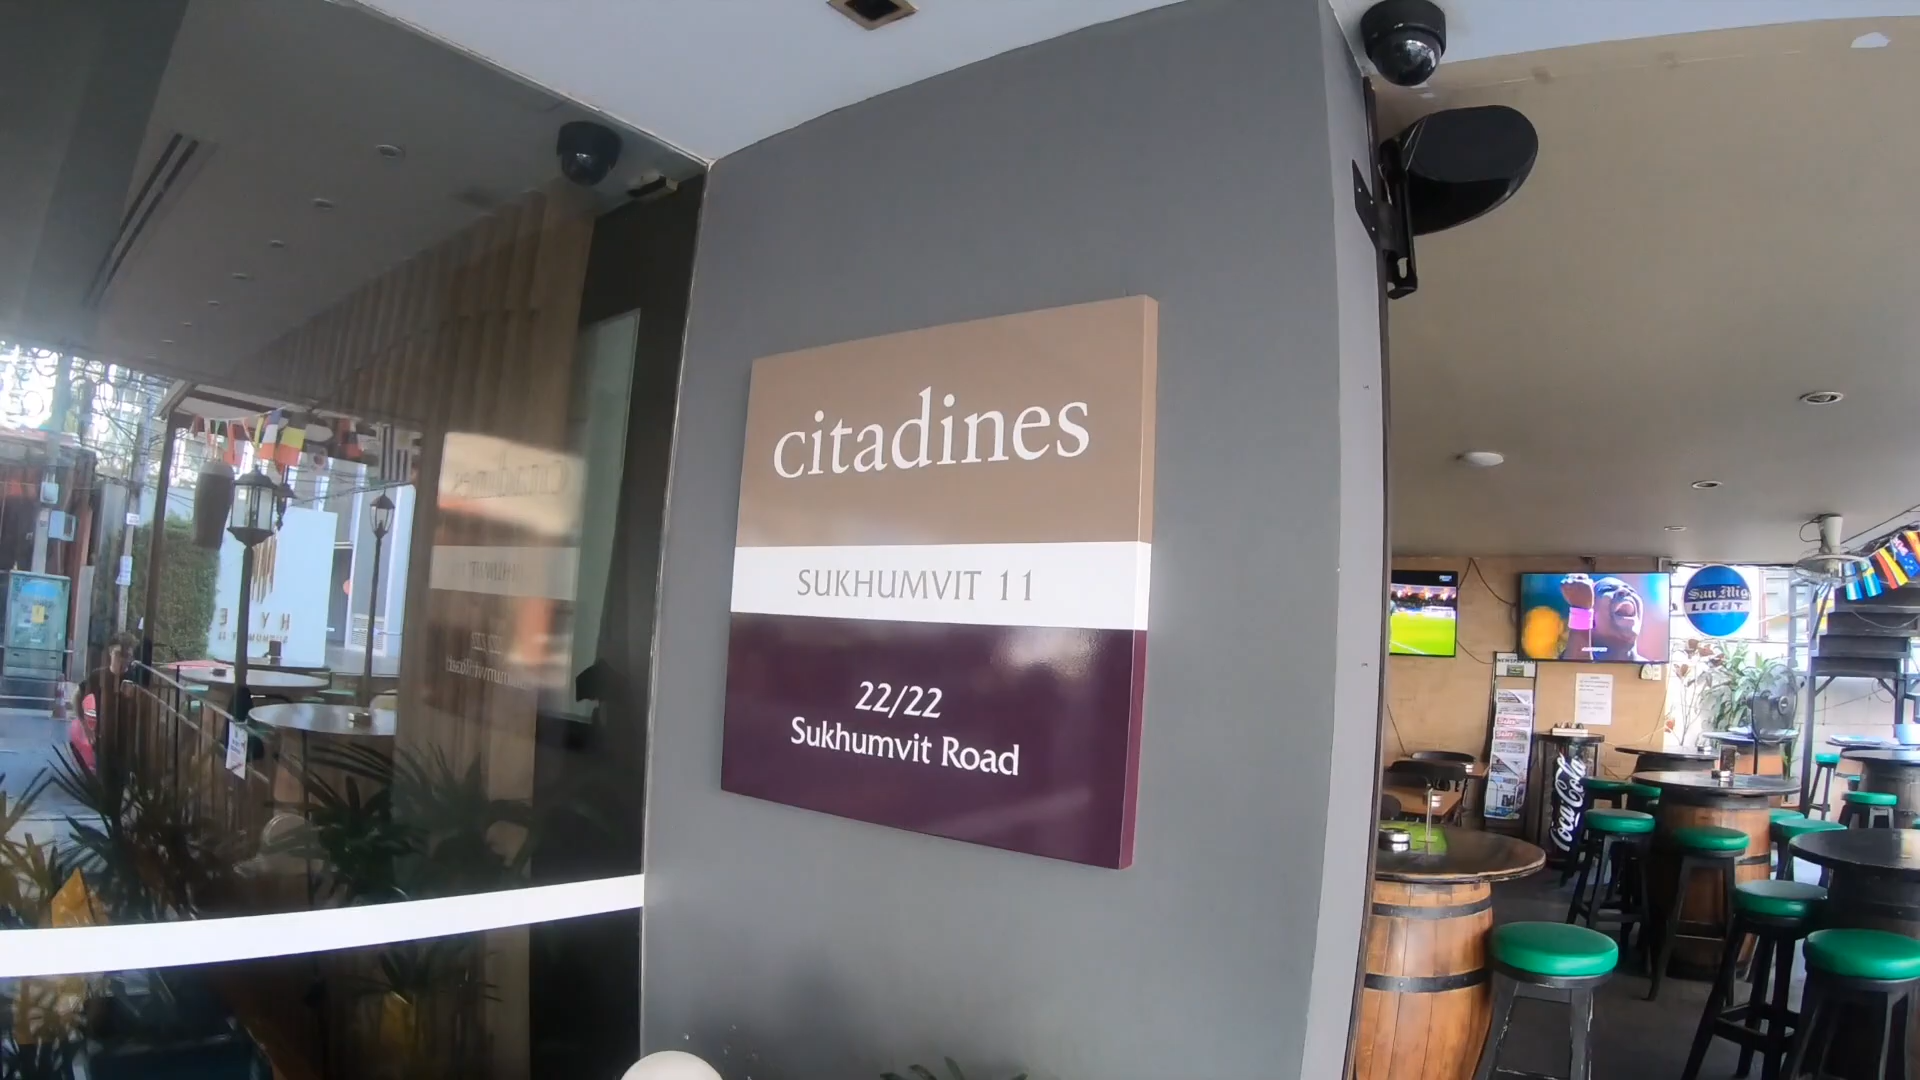 citadines
SUKHUMVIT 11
22/22
Sukhumvit Road
San Mig
LIGHT
Coca-Cola